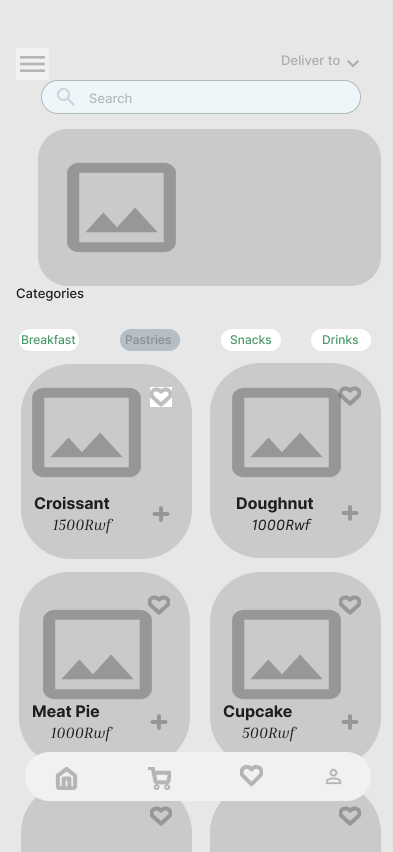 Deliver to
Search
Categories
Breakfast
Pastries
Snacks
Drinks
Croissant
1500Rwf
Doughnut
1000Rwf
Meat Pie
1000Rwf
Cupcake
500Rwf